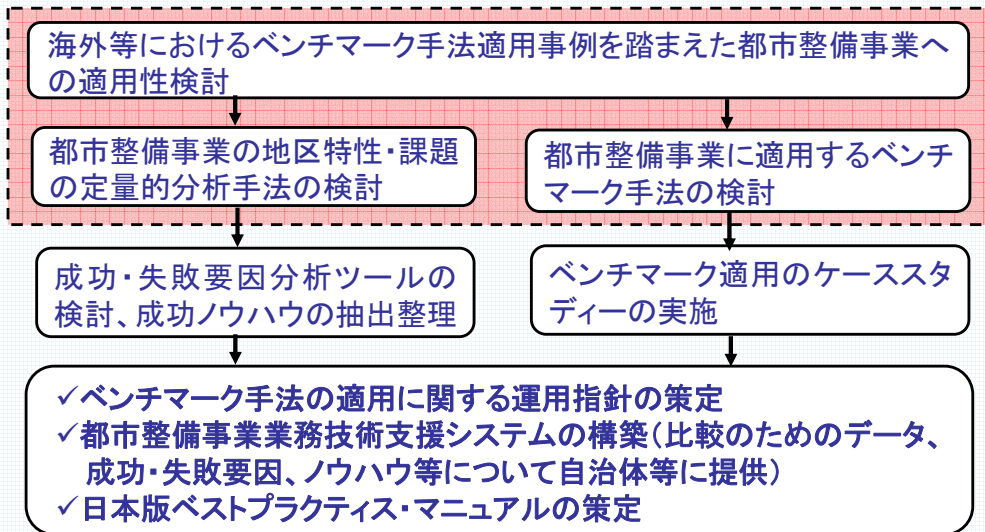 海外等におけるベンチマーク手法適用事例を踏まえた都市整備事業へ
の適用性検討
都市整備事業の地区特性・課題
の定量的分析手法の検討
都市整備事業に適用するベンチ
マーク手法の検討
成功・失敗要因分析ツールの
検討、成功ノウハウの抽出整理
ベンチマーク適用のケーススタ
ディーの実施
✓ベンチマーク手法の適用に関する運用指針の策定
✓都市整備事業業務技術支援システムの構築(比較のためのデータ、
成功・失敗要因、ノウハウ等について自治体等に提供)
✓日本版ベストプラクティス・マニュアルの策定